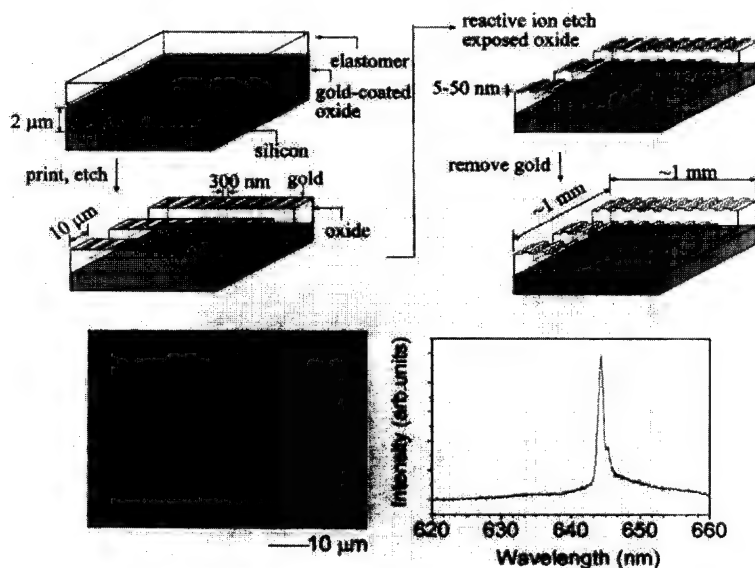 elastomer
gold-coated
oxide
2 μm
silicon
print, etch
300 nm
gold
10 μm
oxide
reactive ion etch
exposed oxide
5-50 nm
remove gold
~1 mm
~1 mm
10 μm
Intensity (arb. units)
620 630 640 650 660
Wavelength (nm)